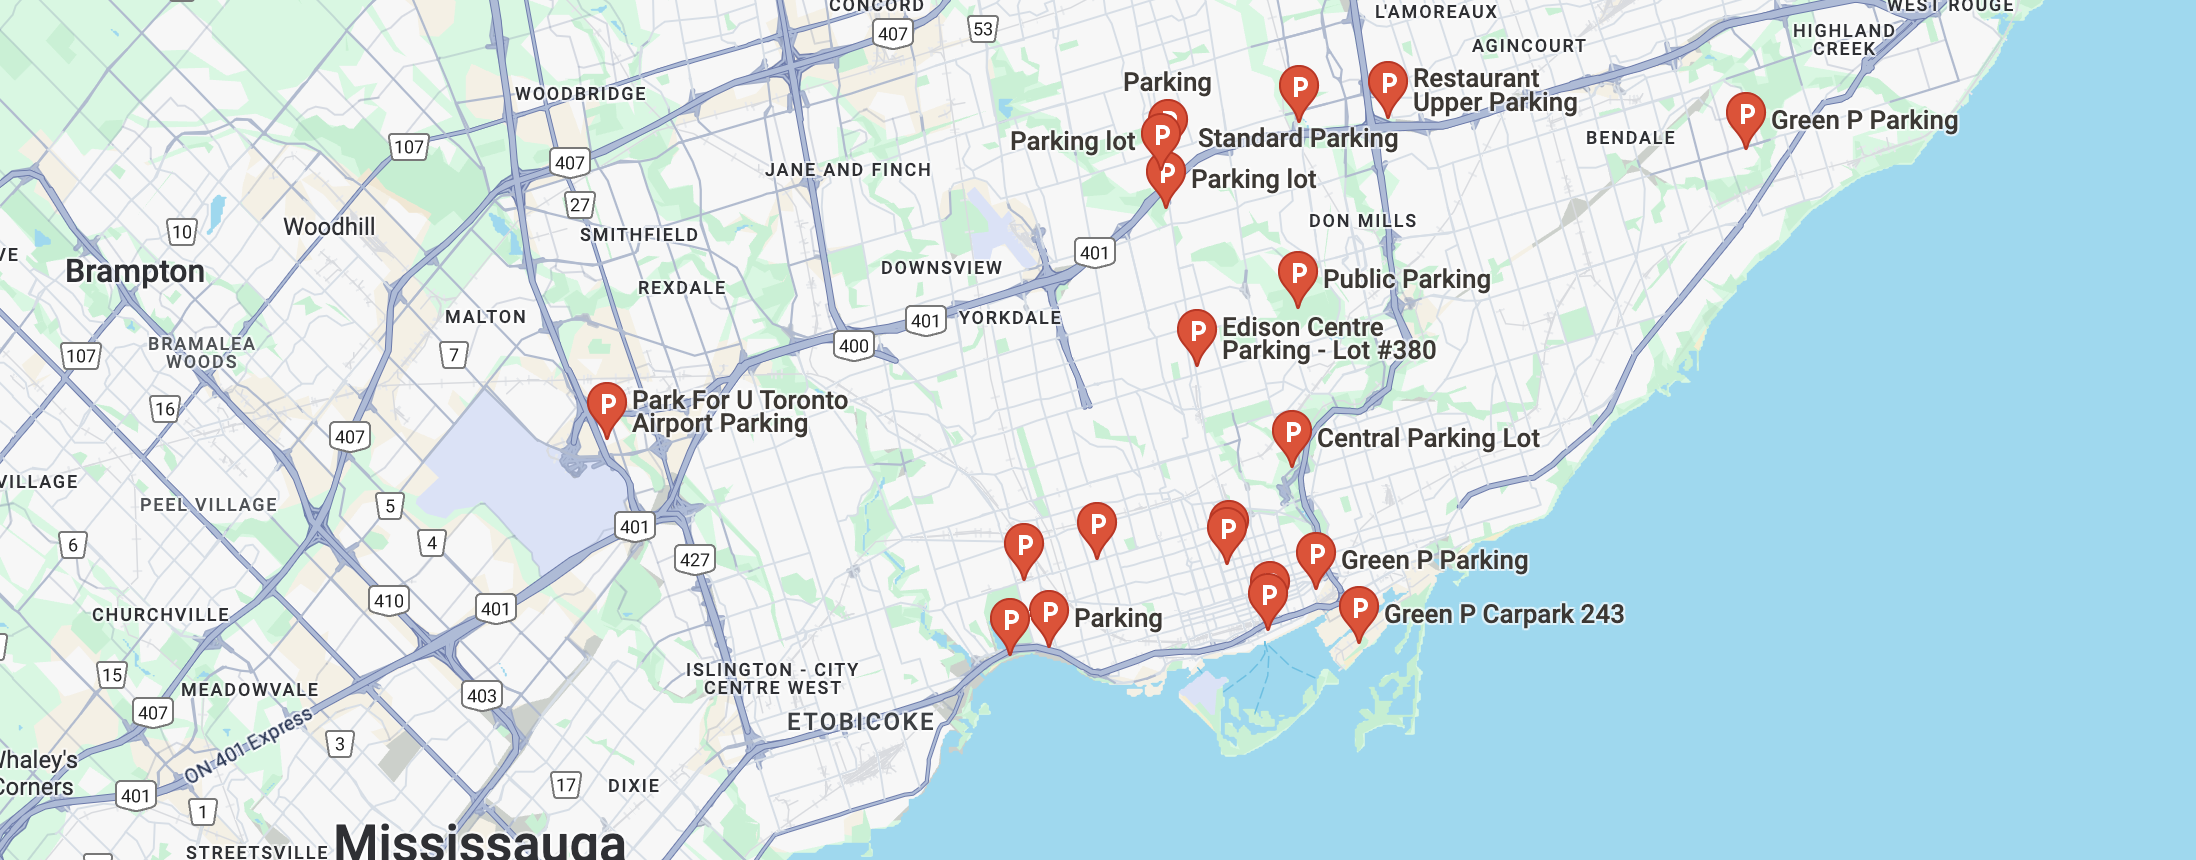 CONCORD
L'AMOREAUX
WEST ROUGE
407
53
HIGHLAND
CREEK
AGINCOURT
WOODBRIDGE
Parking
P
P
Restaurant
Upper Parking
P
Green P Parking
107
407
Parking lot
P
Standard Parking
BENDALE
JANE AND FINCH
P
Parking lot
27
10
Woodhill
SMITHFIELD
DON MILLS
401
VE
Brampton
DOWNSVIEW
REXDALE
P
Public Parking
MALTON
401
YORKDALE
P
Edison Centre
Parking - Lot #380
107
BRAMALEA
WOODS
7
400
16
P
Park For U Toronto
Airport Parking
407
P
Central Parking Lot
VILLAGE
PEEL VILLAGE
5
401
P
P
P
6
4
427
P
Green P Parking
410
401
CHURCHVILLE
P
P
Parking
P
P
Green P Carpark 243
15
MEADOWVALE
403
ISLINGTON - CITY
CENTRE WEST
407
ETOBICOKE
ON 401 Express
3
Whaley's
Corners
401
1
17
DIXIE
STREETSVILLE
Mississauga